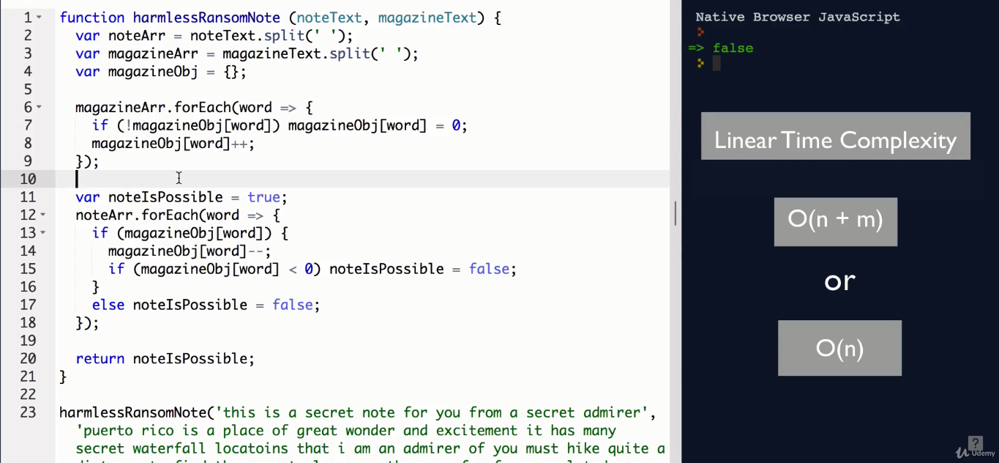 1 function harmlessRansomNote (noteText, magazineText) {
2 var noteArr = noteText.split(' ');
3 var magazineArr = magazineText.split(' ');
4 var magazineObj = {};
5
6 magazineArr.forEach(word => {
7 if (!magazineObj[word]) magazineObj[word] = 0;
8 magazineObj[word]++;
9 });
10
11 var noteIsPossible = true;
12 noteArr.forEach(word => {
13 if (magazineObj[word]) {
14 magazineObj[word]--;
15 if (magazineObj[word] < 0) noteIsPossible = false;
16 }
17 else noteIsPossible = false;
18 });
19
20 return noteIsPossible;
21 }
22
23 harmlessRansomNote('this is a secret note for you from a secret admirer',
'puerto rico is a place of great wonder and excitement it has many
secret waterfall locatoins that i am an admirer of you must hike quite a
Native Browser JavaScript
=> false
Linear Time Complexity
O(n + m)
or
O(n)
?
Udemy